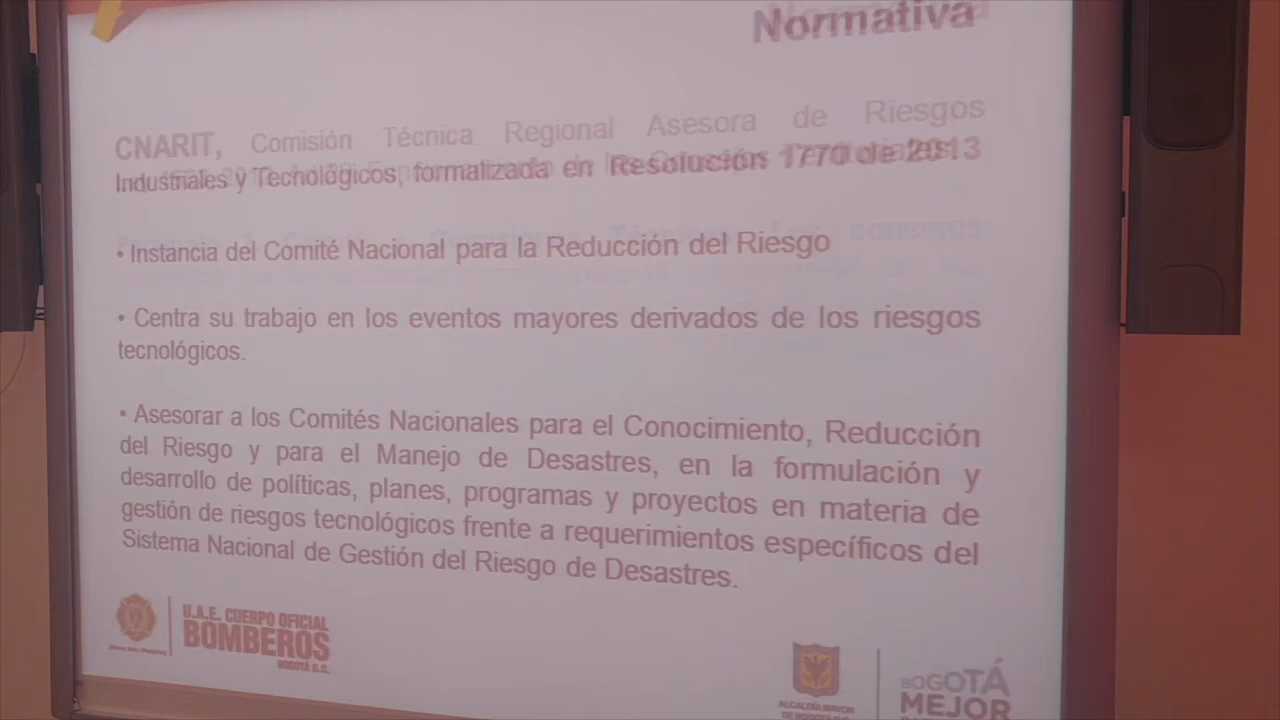 Normativa
CNARIT, Comisión Técnica Regional Asesora de Riesgos
Industriales y Tecnológicos, formalizada en Resolución 1770 de 2013
• Instancia del Comité Nacional para la Reducción del Riesgo
• Centra su trabajo en los eventos mayores derivados de los riesgos
tecnológicos.
• Asesorar a los Comités Nacionales para el Conocimiento, Reducción
del Riesgo y para el Manejo de Desastres, en la formulación y
desarrollo de políticas, planes, programas y proyectos en materia de
gestión de riesgos tecnológicos frente a requerimientos específicos del
Sistema Nacional de Gestión del Riesgo de Desastres.
U.A.E. CUERPO OFICIAL
BOMBEROS
BOGOTÁ D.C.
ALCALDÍA MAYOR
DE BOGOTÁ D.C.
BOGOTÁ
MEJOR